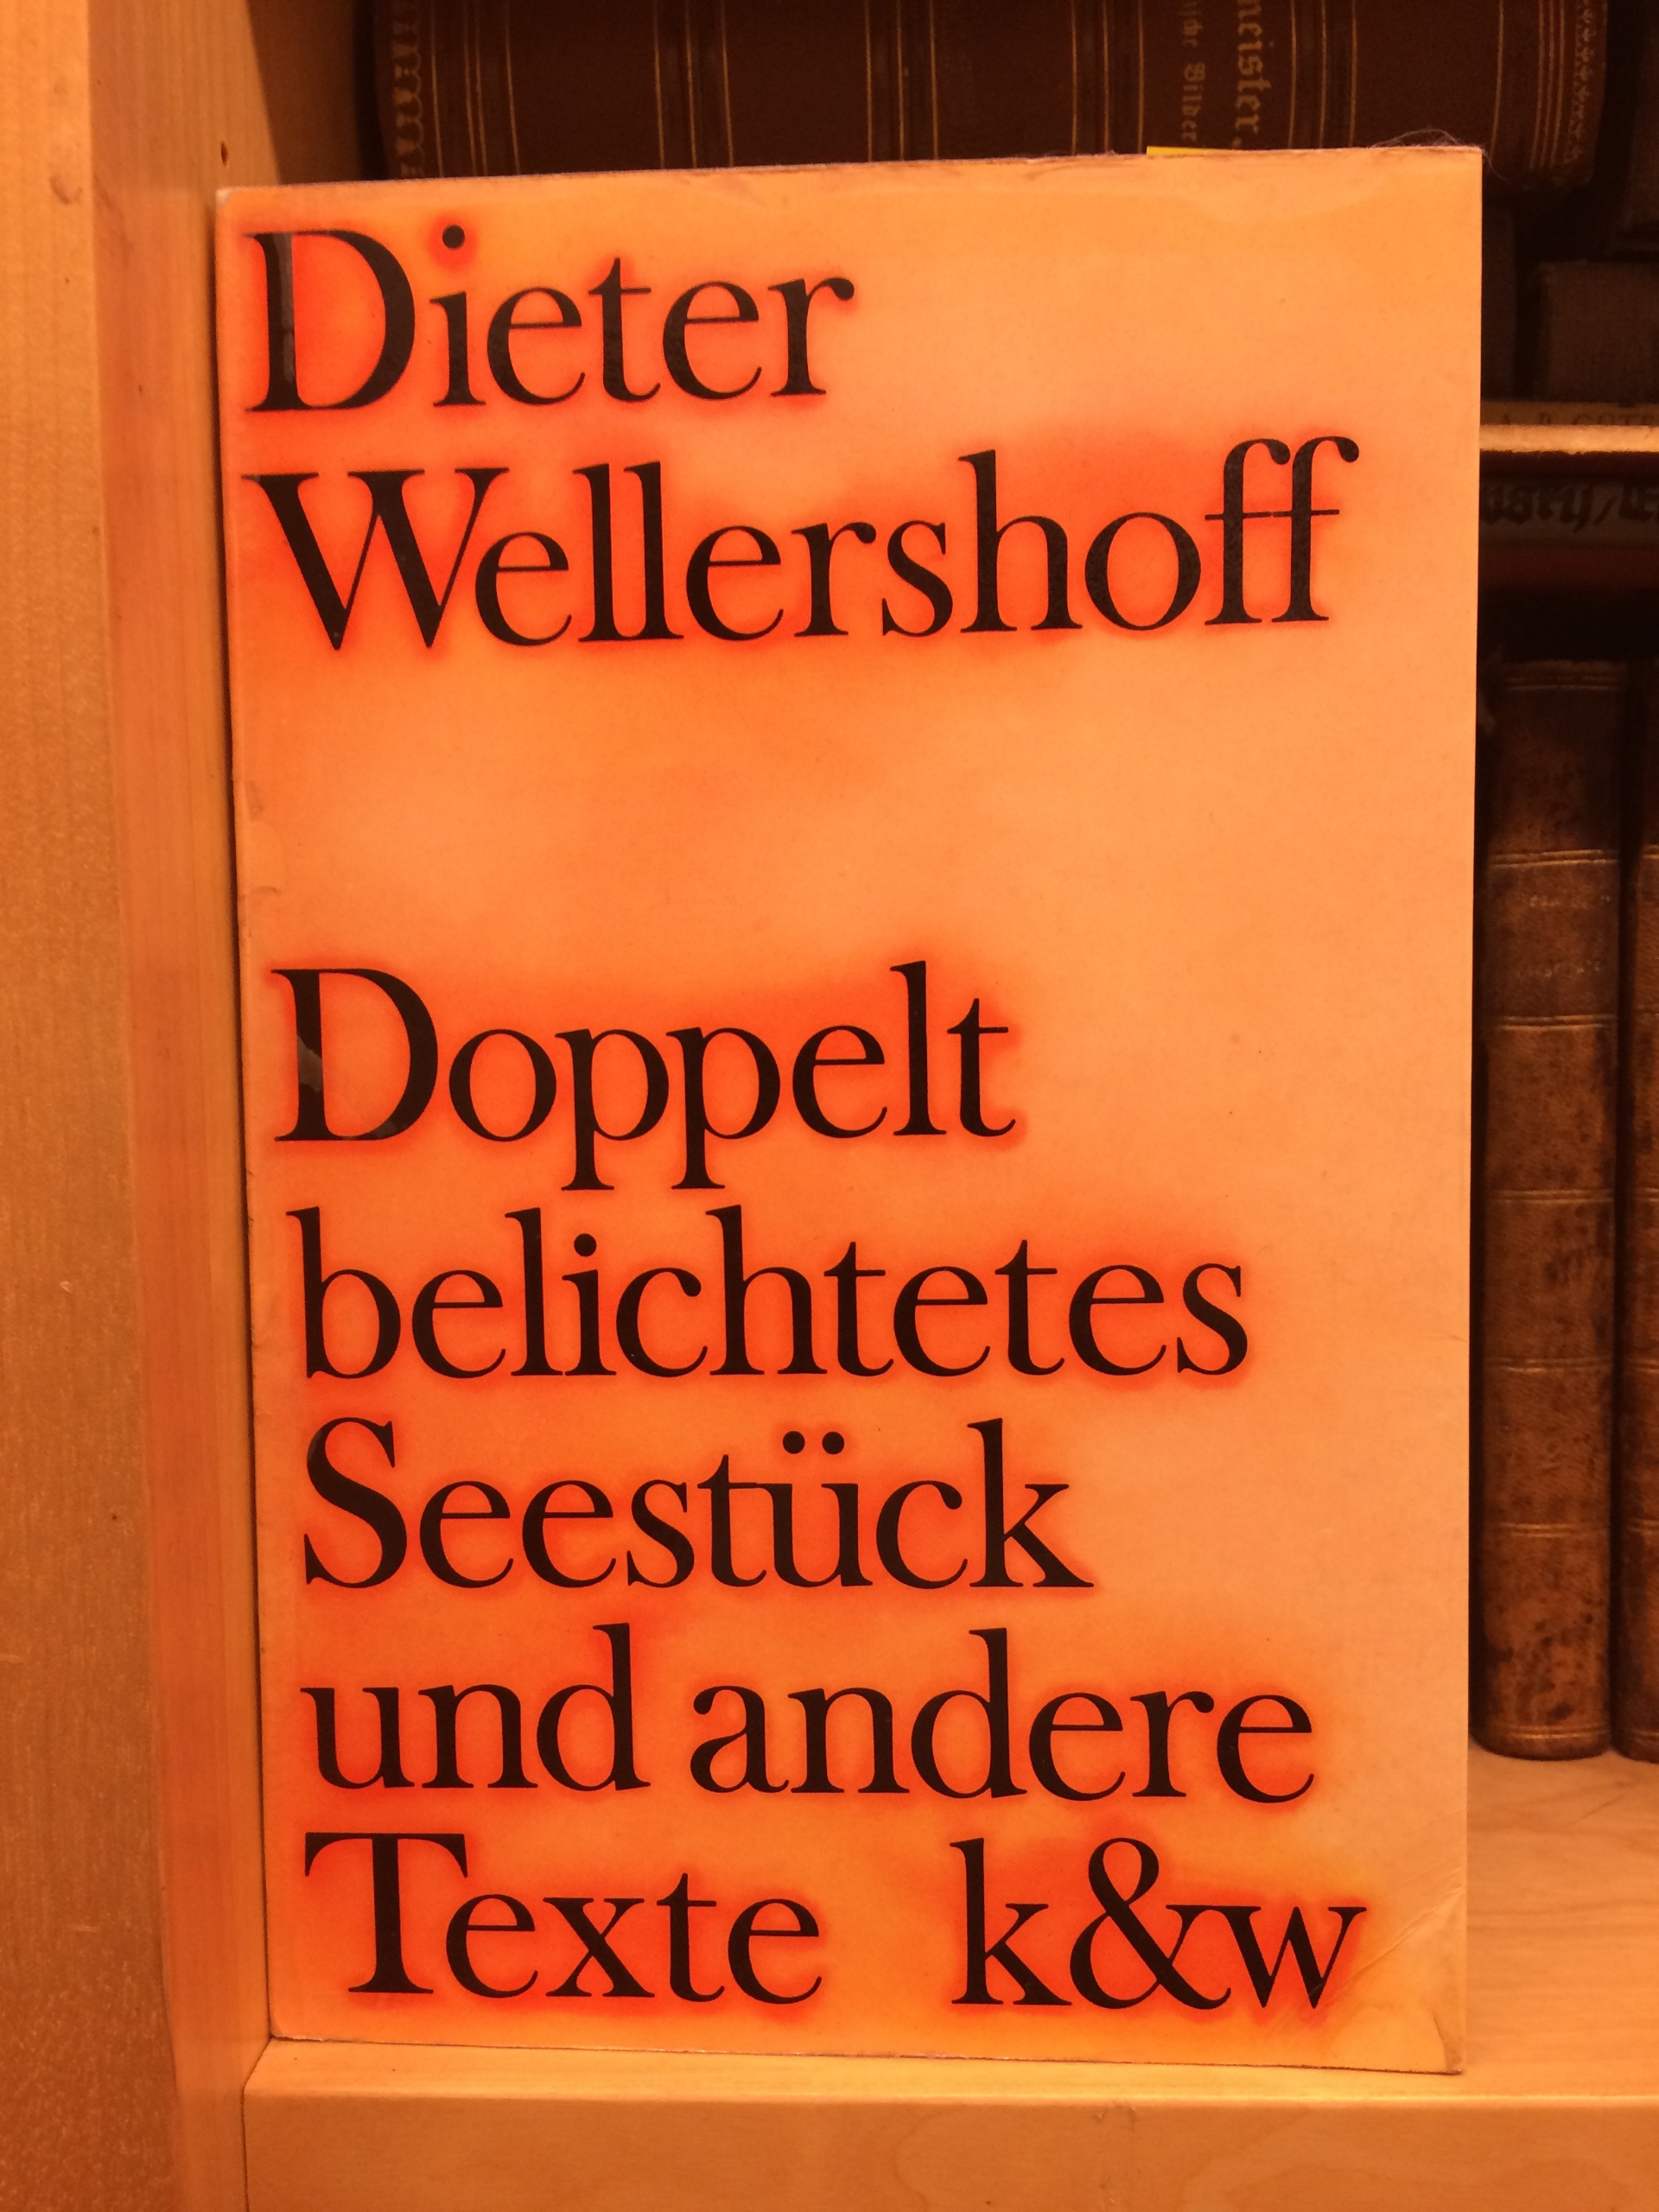 Dieter
Wellershoff
Doppelt
belichtetes
Seestück
und andere
Texte k&w